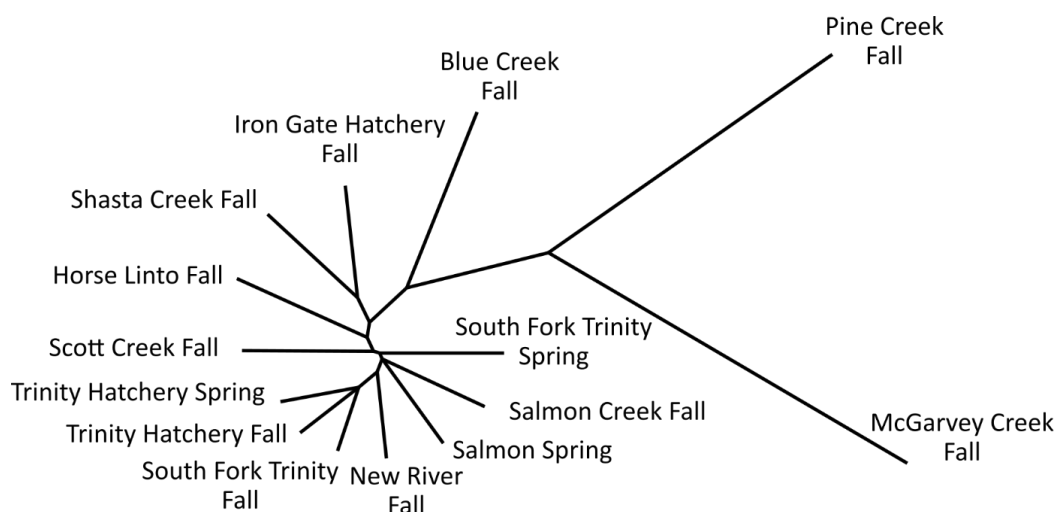 Pine Creek
Fall
Blue Creek
Fall
Iron Gate Hatchery
Fall
Shasta Creek Fall
Horse Linto Fall
South Fork Trinity
Spring
Scott Creek Fall
Trinity Hatchery Spring
Salmon Creek Fall
McGarvey Creek
Fall
Trinity Hatchery Fall
Salmon Spring
South Fork Trinity
Fall
New River
Fall